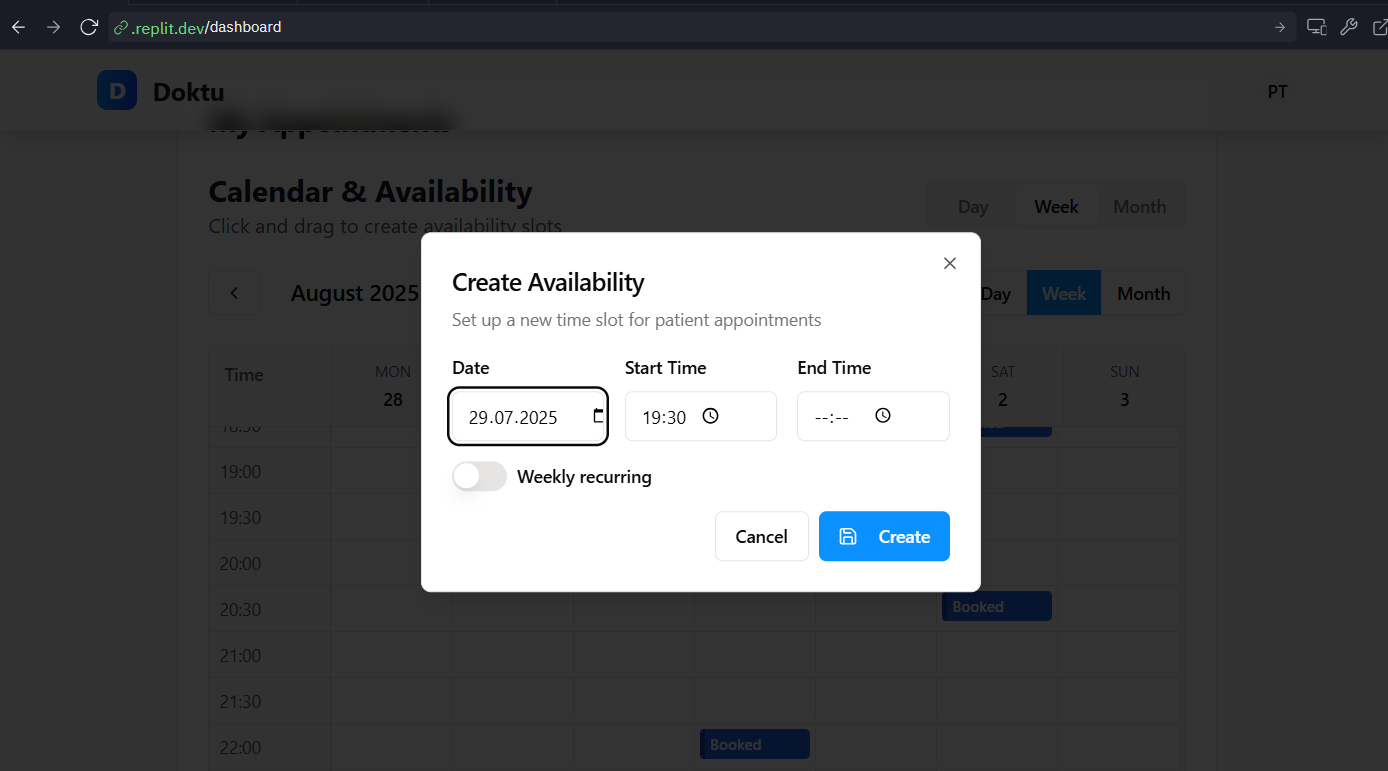 .replit.dev/dashboard
D Doktu PT
My Appointments
Calendar & Availability
Day Week Month
Click and drag to create availability slots
Create Availability
August 2025
Day Week Month
Set up a new time slot for patient appointments
Date Start Time End Time
Time MON SAT SUN
28 2 3
29.07.2025 19:30 --:--
18:30
19:00
Weekly recurring
19:30
Cancel Create
20:00
20:30 Booked
21:00
21:30
22:00 Booked